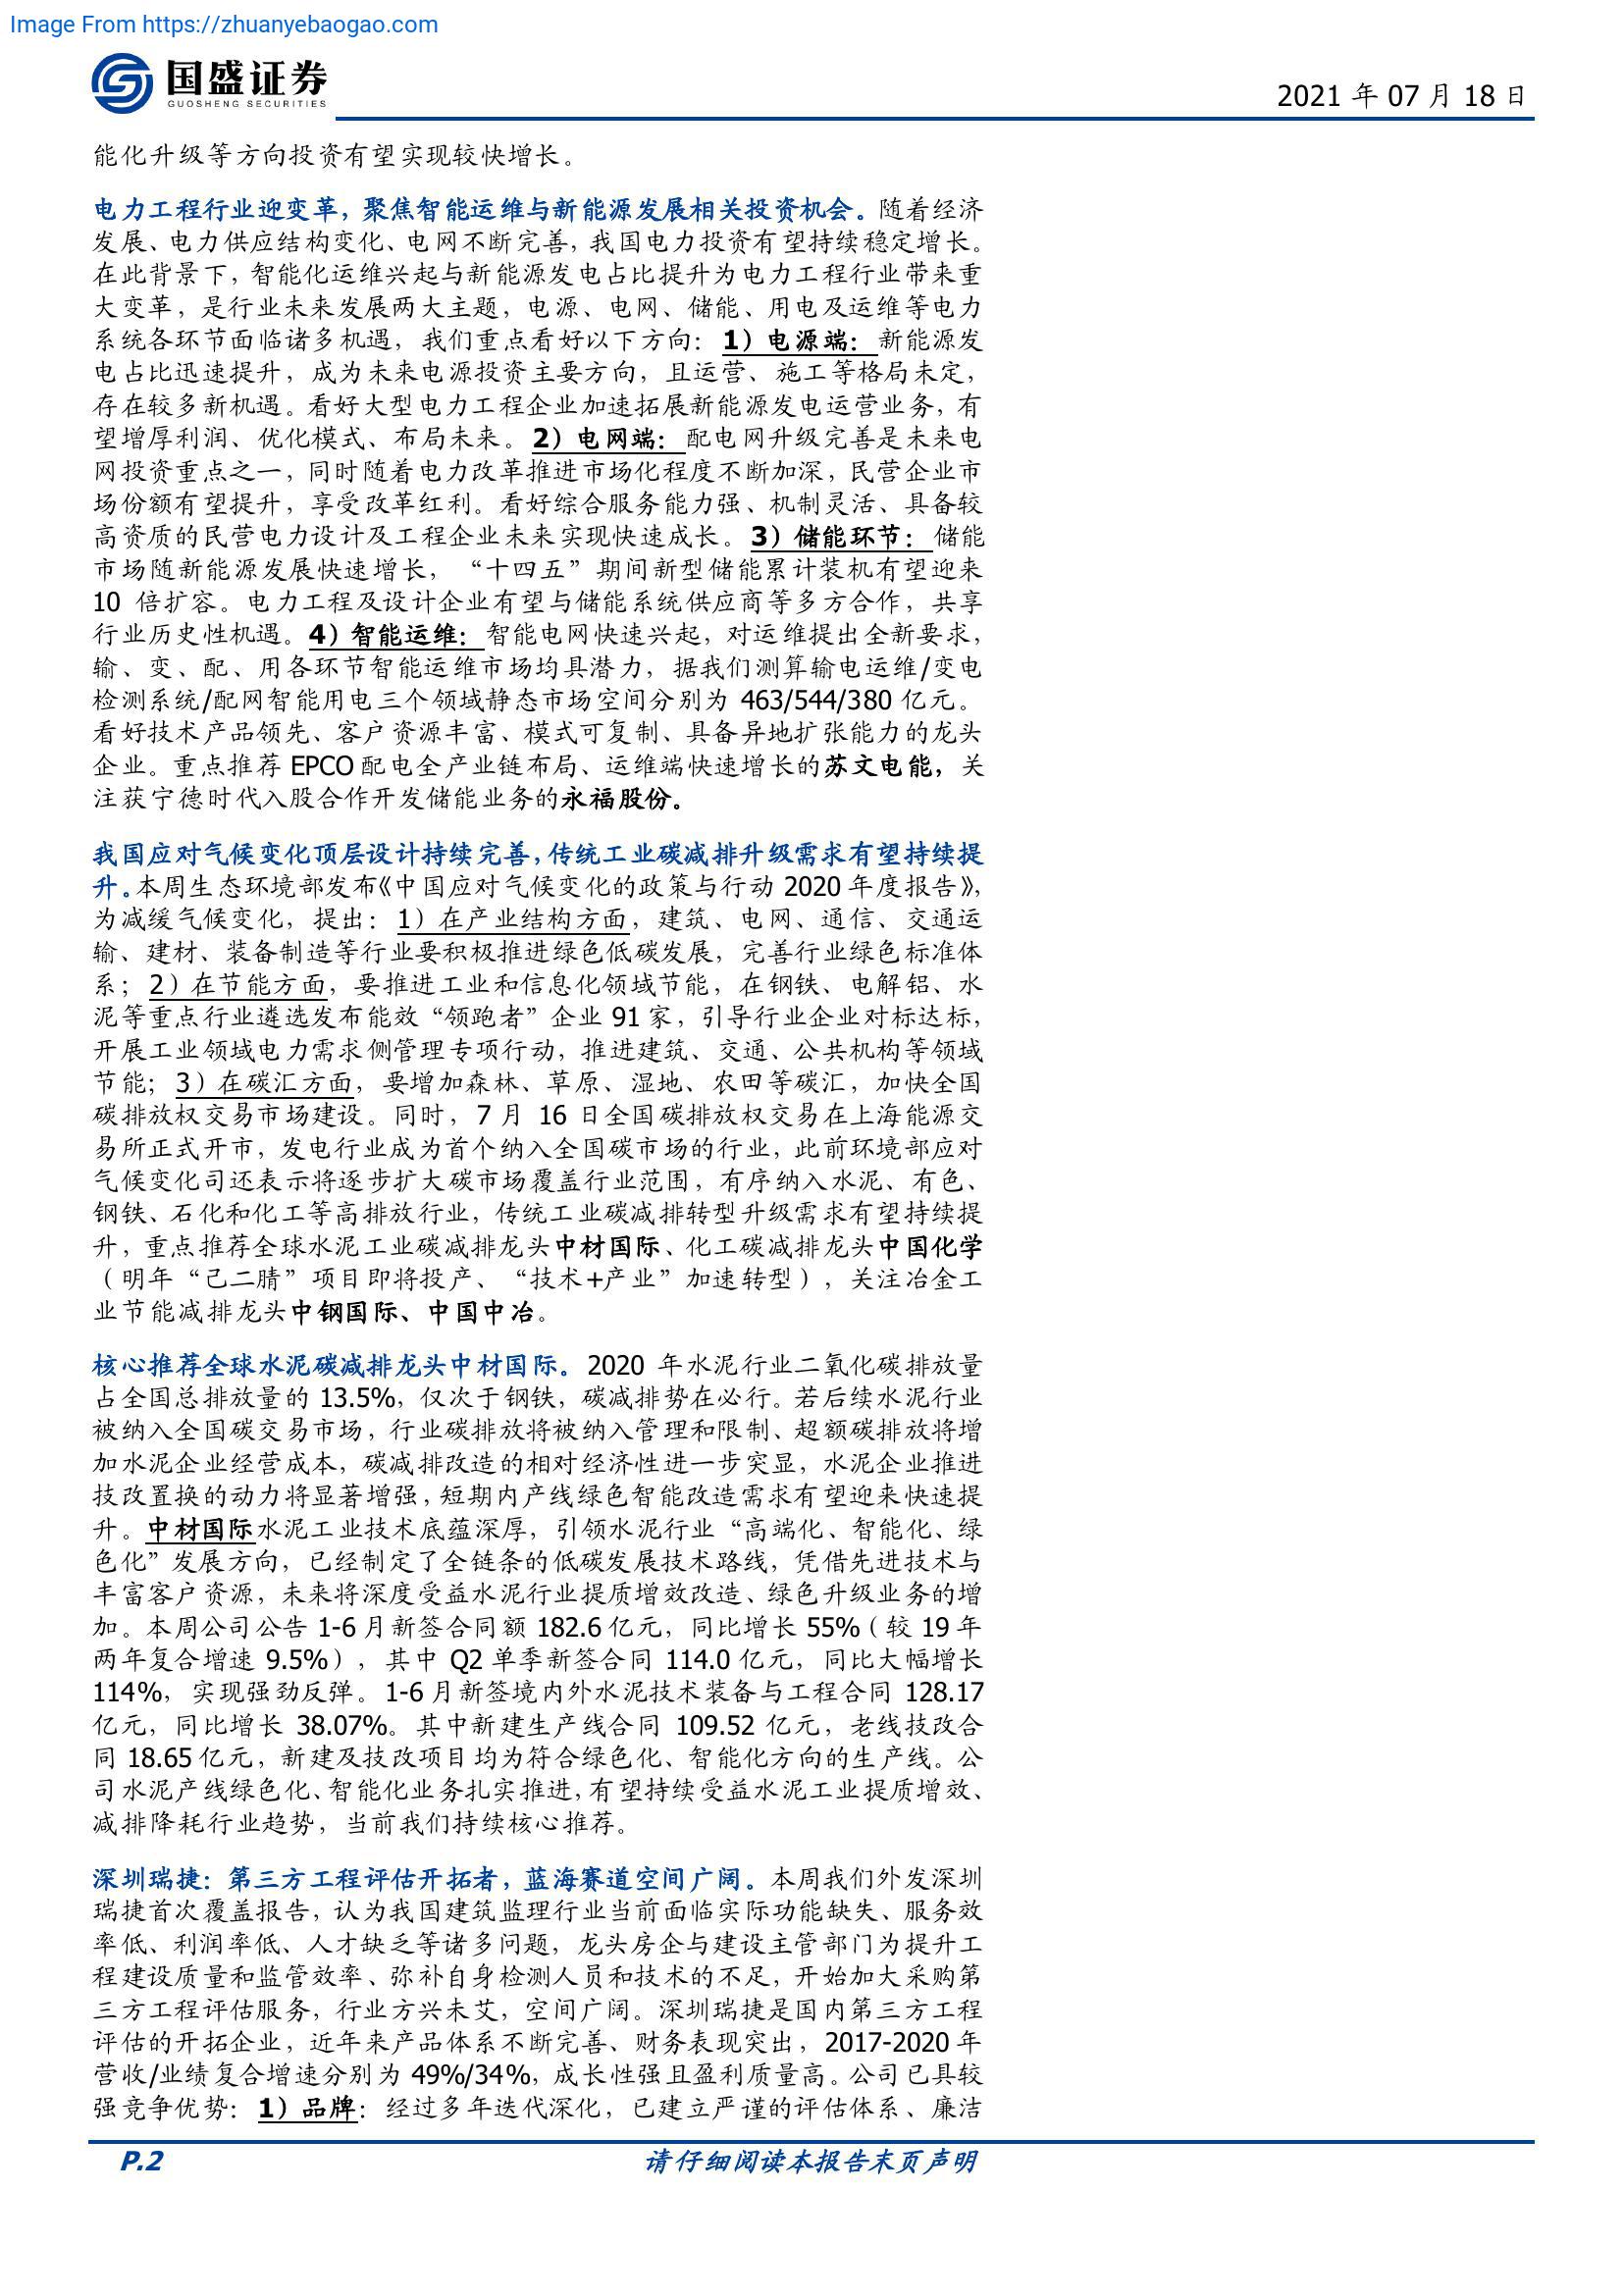 Image From https://zhuanyebaogao.com
国盛证券
GUOSHENG SECURITIES
2021 年 07 月 18 日
能化升级等方向投资有望实现较快增长。
电力工程行业迎变革，聚焦智能运维与新能源发展相关投资机会。随着经济
发展、电力供应结构变化、电网不断完善，我国电力投资有望持续稳定增长。
在此背景下，智能化运维兴起与新能源发电占比提升为电力工程行业带来重
大变革，是行业未来发展两大主题，电源、电网、储能、用电及运维等电力
系统各环节面临诸多机遇，我们重点看好以下方向：1）电源端：新能源发
电占比迅速提升，成为未来电源投资主要方向，且运营、施工等格局未定，
存在较多新机遇。看好大型电力工程企业加速拓展新能源发电运营业务，有
望增厚利润、优化模式、布局未来。2）电网端：配电网升级完善是未来电
网投资重点之一，同时随着电力改革推进市场化程度不断加深，民营企业市
场份额有望提升，享受改革红利。看好综合服务能力强、机制灵活、具备较
高资质的民营电力设计及工程企业未来实现快速成长。3）储能环节：储能
市场随新能源发展快速增长，“十四五”期间新型储能累计装机有望迎来
10 倍扩容。电力工程及设计企业有望与储能系统供应商等多方合作，共享
行业历史性机遇。4）智能运维：智能电网快速兴起，对运维提出全新要求，
输、变、配、用各环节智能运维市场均具潜力，据我们测算输电运维/变电
检测系统/配网智能用电三个领域静态市场空间分别为 463/544/380 亿元。
看好技术产品领先、客户资源丰富、模式可复制、具备异地扩张能力的龙头
企业。重点推荐 EPCO 配电全产业链布局、运维端快速增长的苏文电能，关
注获宁德时代入股合作开发储能业务的永福股份。
我国应对气候变化顶层设计持续完善，传统工业碳减排升级需求有望持续提
升。本周生态环境部发布《中国应对气候变化的政策与行动 2020 年度报告》，
为减缓气候变化，提出：1）在产业结构方面，建筑、电网、通信、交通运
输、建材、装备制造等行业要积极推进绿色低碳发展，完善行业绿色标准体
系；2）在节能方面，要推进工业和信息化领域节能，在钢铁、电解铝、水
泥等重点行业遴选发布能效“领跑者”企业 91 家，引导行业企业对标达标，
开展工业领域电力需求侧管理专项行动，推进建筑、交通、公共机构等领域
节能；3）在碳汇方面，要增加森林、草原、湿地、农田等碳汇，加快全国
碳排放权交易市场建设。同时，7 月 16 日全国碳排放权交易在上海能源交
易所正式开市，发电行业成为首个纳入全国碳市场的行业，此前环境部应对
气候变化司还表示将逐步扩大碳市场覆盖行业范围，有序纳入水泥、有色、
钢铁、石化和化工等高排放行业，传统工业碳减排转型升级需求有望持续提
升，重点推荐全球水泥工业碳减排龙头中材国际、化工碳减排龙头中国化学
（明年“己二腈”项目即将投产、“技术+产业”加速转型），关注冶金工
业节能减排龙头中钢国际、中国中冶。
核心推荐全球水泥碳减排龙头中材国际。2020 年水泥行业二氧化碳排放量
占全国总排放量的 13.5%，仅次于钢铁，碳减排势在必行。若后续水泥行业
被纳入全国碳交易市场，行业碳排放将被纳入管理和限制、超额碳排放将增
加水泥企业经营成本，碳减排改造的相对经济性进一步突显，水泥企业推进
技改置换的动力将显著增强，短期内产线绿色智能改造需求有望迎来快速提
升。中材国际水泥工业技术底蕴深厚，引领水泥行业“高端化、智能化、绿
色化”发展方向，已经制定了全链条的低碳发展技术路线，凭借先进技术与
丰富客户资源，未来将深度受益水泥行业提质增效改造、绿色升级业务的增
加。本周公司公告 1-6 月新签合同额 182.6 亿元，同比增长 55%（较 19 年
两年复合增速 9.5%），其中 Q2 单季新签合同 114.0 亿元，同比大幅增长
114%，实现强劲反弹。1-6 月新签境内外水泥技术装备与工程合同 128.17
亿元，同比增长 38.07%。其中新建生产线合同 109.52 亿元，老线技改合
同 18.65 亿元，新建及技改项目均为符合绿色化、智能化方向的生产线。公
司水泥产线绿色化、智能化业务扎实推进，有望持续受益水泥工业提质增效、
减排降耗行业趋势，当前我们持续核心推荐。
深圳瑞捷：第三方工程评估开拓者，蓝海赛道空间广阔。本周我们外发深圳
瑞捷首次覆盖报告，认为我国建筑监理行业当前面临实际功能缺失、服务效
率低、利润率低、人才缺乏等诸多问题，龙头房企与建设主管部门为提升工
程建设质量和监管效率、弥补自身检测人员和技术的不足，开始加大采购第
三方工程评估服务，行业方兴未艾，空间广阔。深圳瑞捷是国内第三方工程
评估的开拓企业，近年来产品体系不断完善、财务表现突出，2017-2020 年
营收/业绩复合增速分别为 49%/34%，成长性强且盈利质量高。公司已具较
强竞争优势：1）品牌：经过多年迭代深化，已建立严谨的评估体系、廉洁
P.2
请仔细阅读本报告末页声明